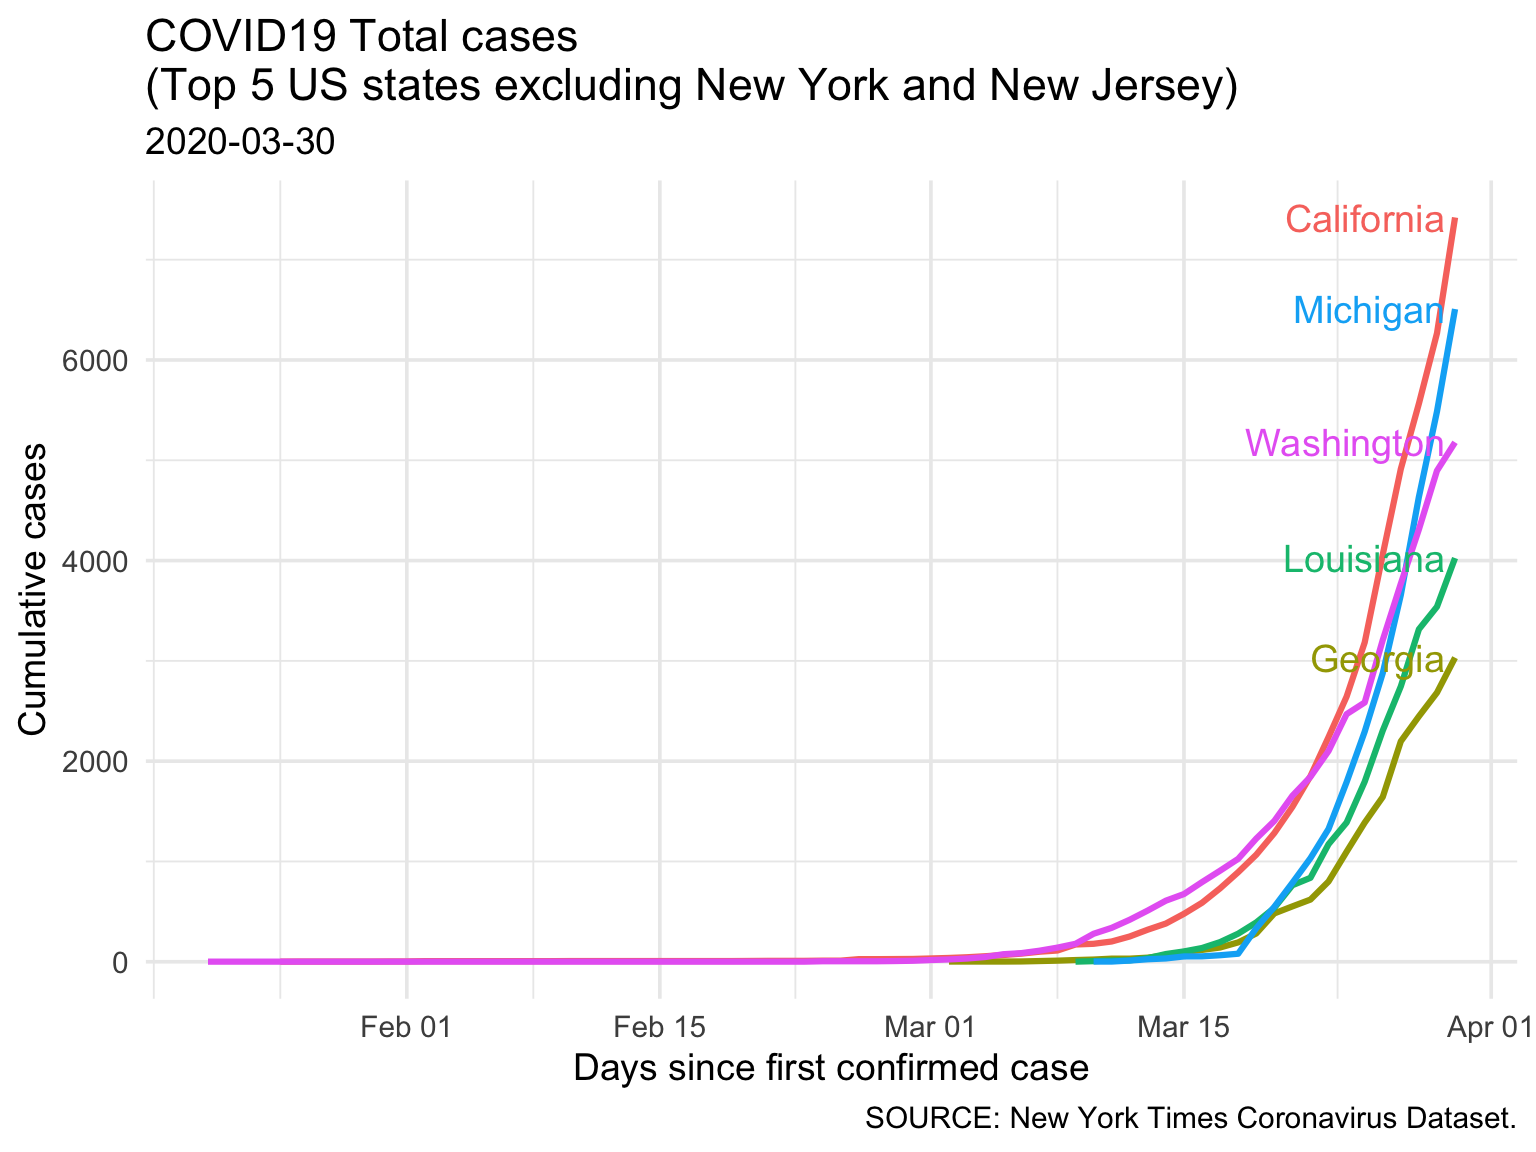 COVID19 Total cases
(Top 5 US states excluding New York and New Jersey)
2020-03-30
California
Michigan
Washington
Louisiana
Georgia
6000
4000
2000
0
Cumulative cases
Feb 01
Feb 15
Mar 01
Mar 15
Apr 01
Days since first confirmed case
SOURCE: New York Times Coronavirus Dataset.